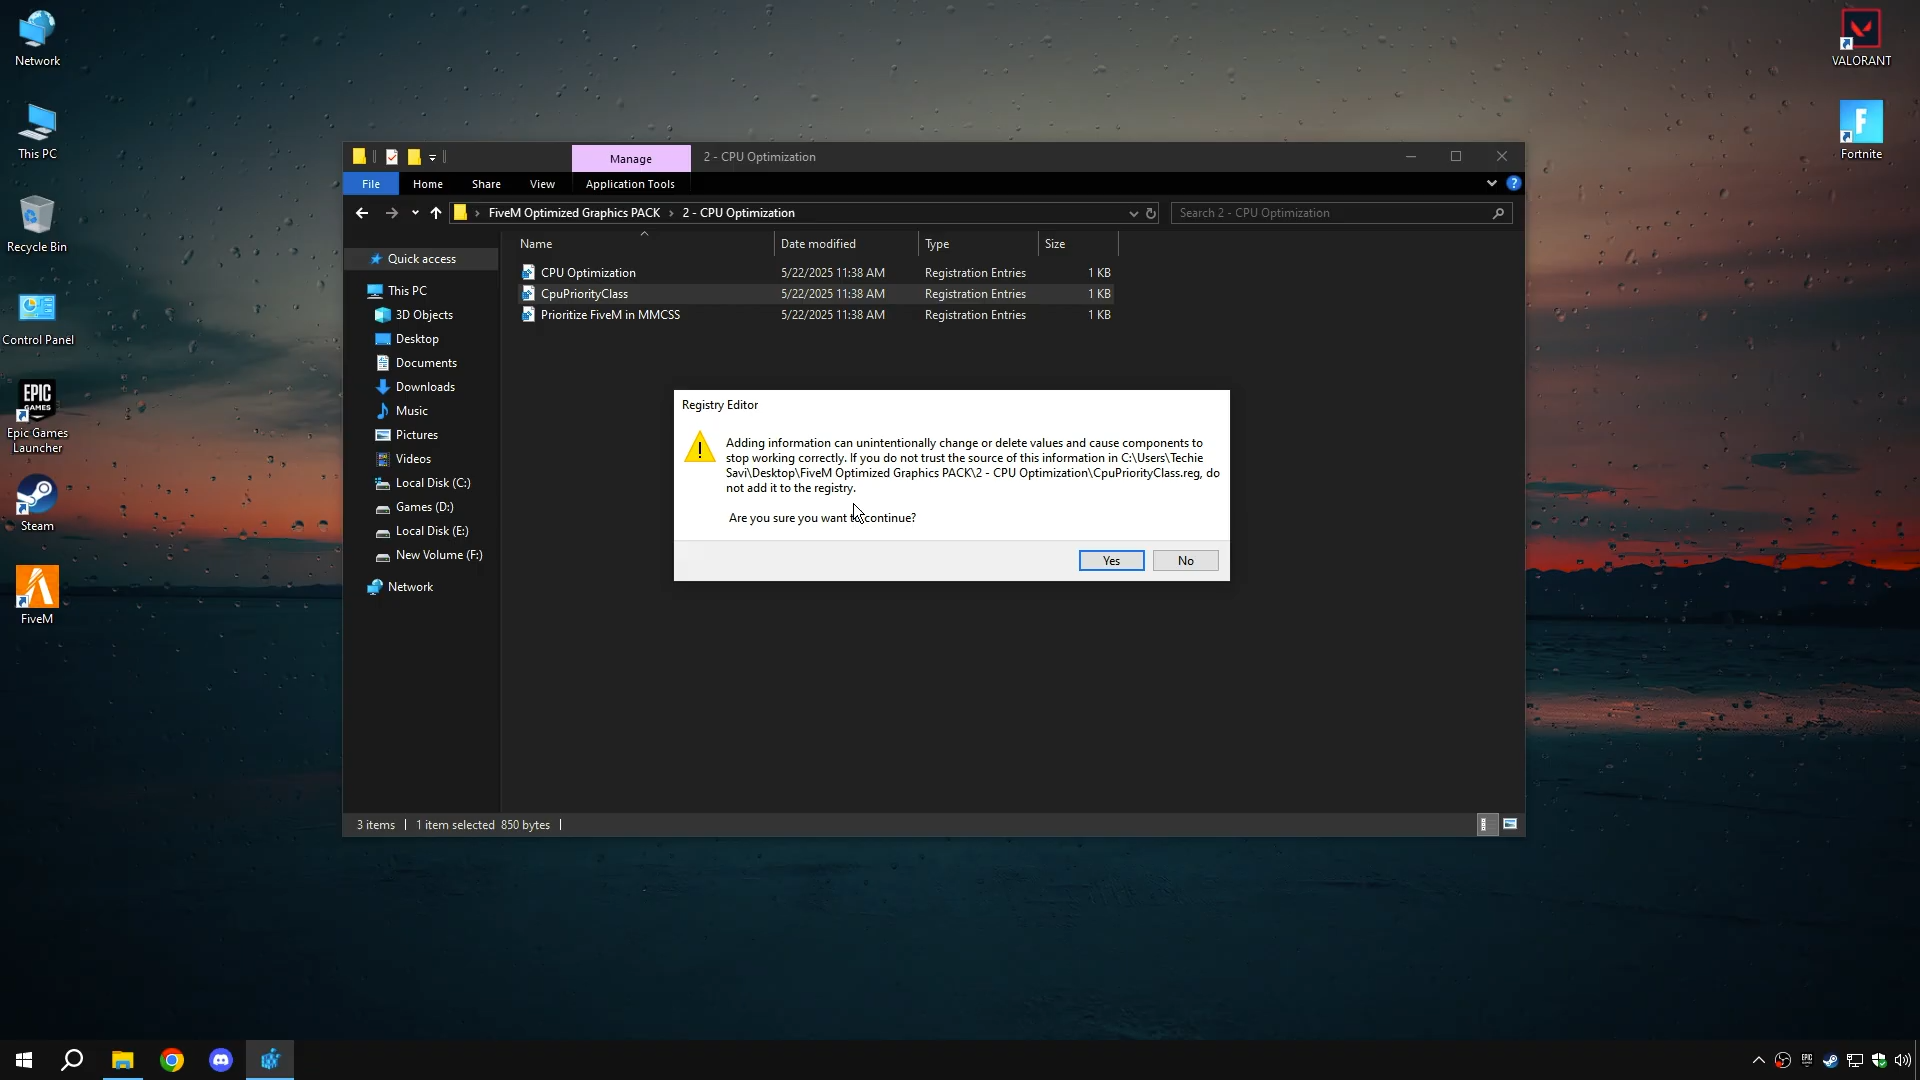 Network
This PC
Recycle Bin
Control Panel
EPIC
GAMES
Epic Games
Launcher
Steam
FiveM
VALORANT
F
Fortnite
Manage
2 - CPU Optimization
File
Home
Share
View
Application Tools
?
› FiveM Optimized Graphics PACK › 2 - CPU Optimization
Search 2 - CPU Optimization
Name
Date modified
Type
Size
CPU Optimization
5/22/2025 11:38 AM
Registration Entries
1 KB
CpuPriorityClass
5/22/2025 11:38 AM
Registration Entries
1 KB
Prioritize FiveM in MMCSS
5/22/2025 11:38 AM
Registration Entries
1 KB
Quick access
This PC
3D Objects
Desktop
Documents
Downloads
Music
Pictures
Videos
Local Disk (C:)
Games (D:)
Local Disk (E:)
New Volume (F:)
Network
Registry Editor
Adding information can unintentionally change or delete values and cause components to
stop working correctly. If you do not trust the source of this information in C:\Users\Techie
Savi\Desktop\FiveM Optimized Graphics PACK\2 - CPU Optimization\CpuPriorityClass.reg, do
not add it to the registry.
Are you sure you want to continue?
Yes
No
3 items
1 item selected 850 bytes
EPIC